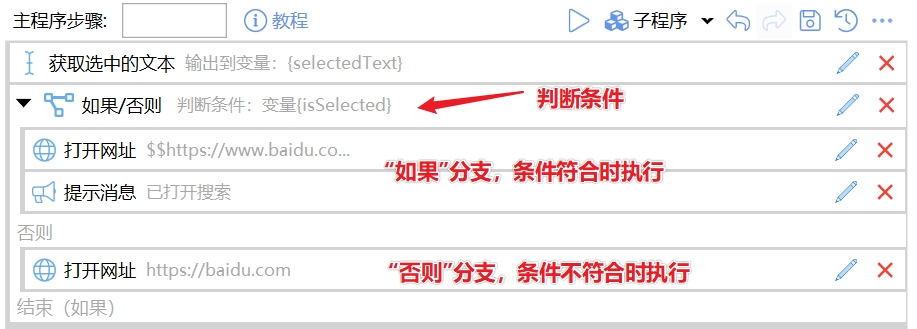 主程序步骤: 教程 子程序
获取选中的文本 输出到变量：{selectedText}
如果/否则 判断条件：变量{isSelected} 判断条件
打开网址 $$https://www.baidu.co...
“如果”分支，条件符合时执行
提示消息 已打开搜索
否则
打开网址 https://baidu.com “否则”分支，条件不符合时执行
结束（如果）